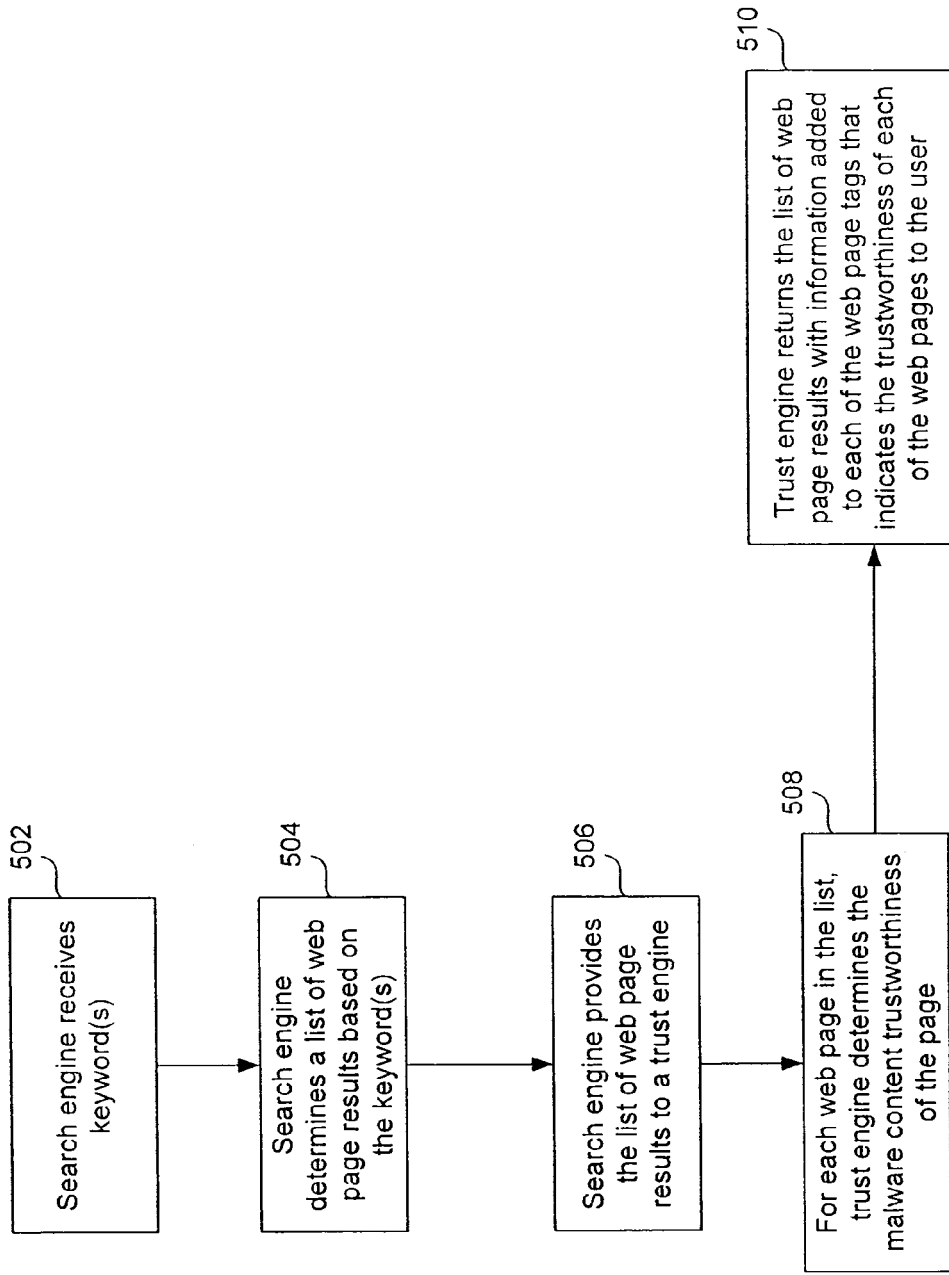 502
Search engine receives
keyword(s)
504
Search engine
determines a list of web
page results based on
the keyword(s)
506
Search engine provides
the list of web page
results to a trust engine
508
For each web page in the list,
trust engine determines the
malware content trustworthiness
of the page
510
Trust engine returns the list of web
page results with information added
to each of the web page tags that
indicates the trustworthiness of each
of the web pages to the user